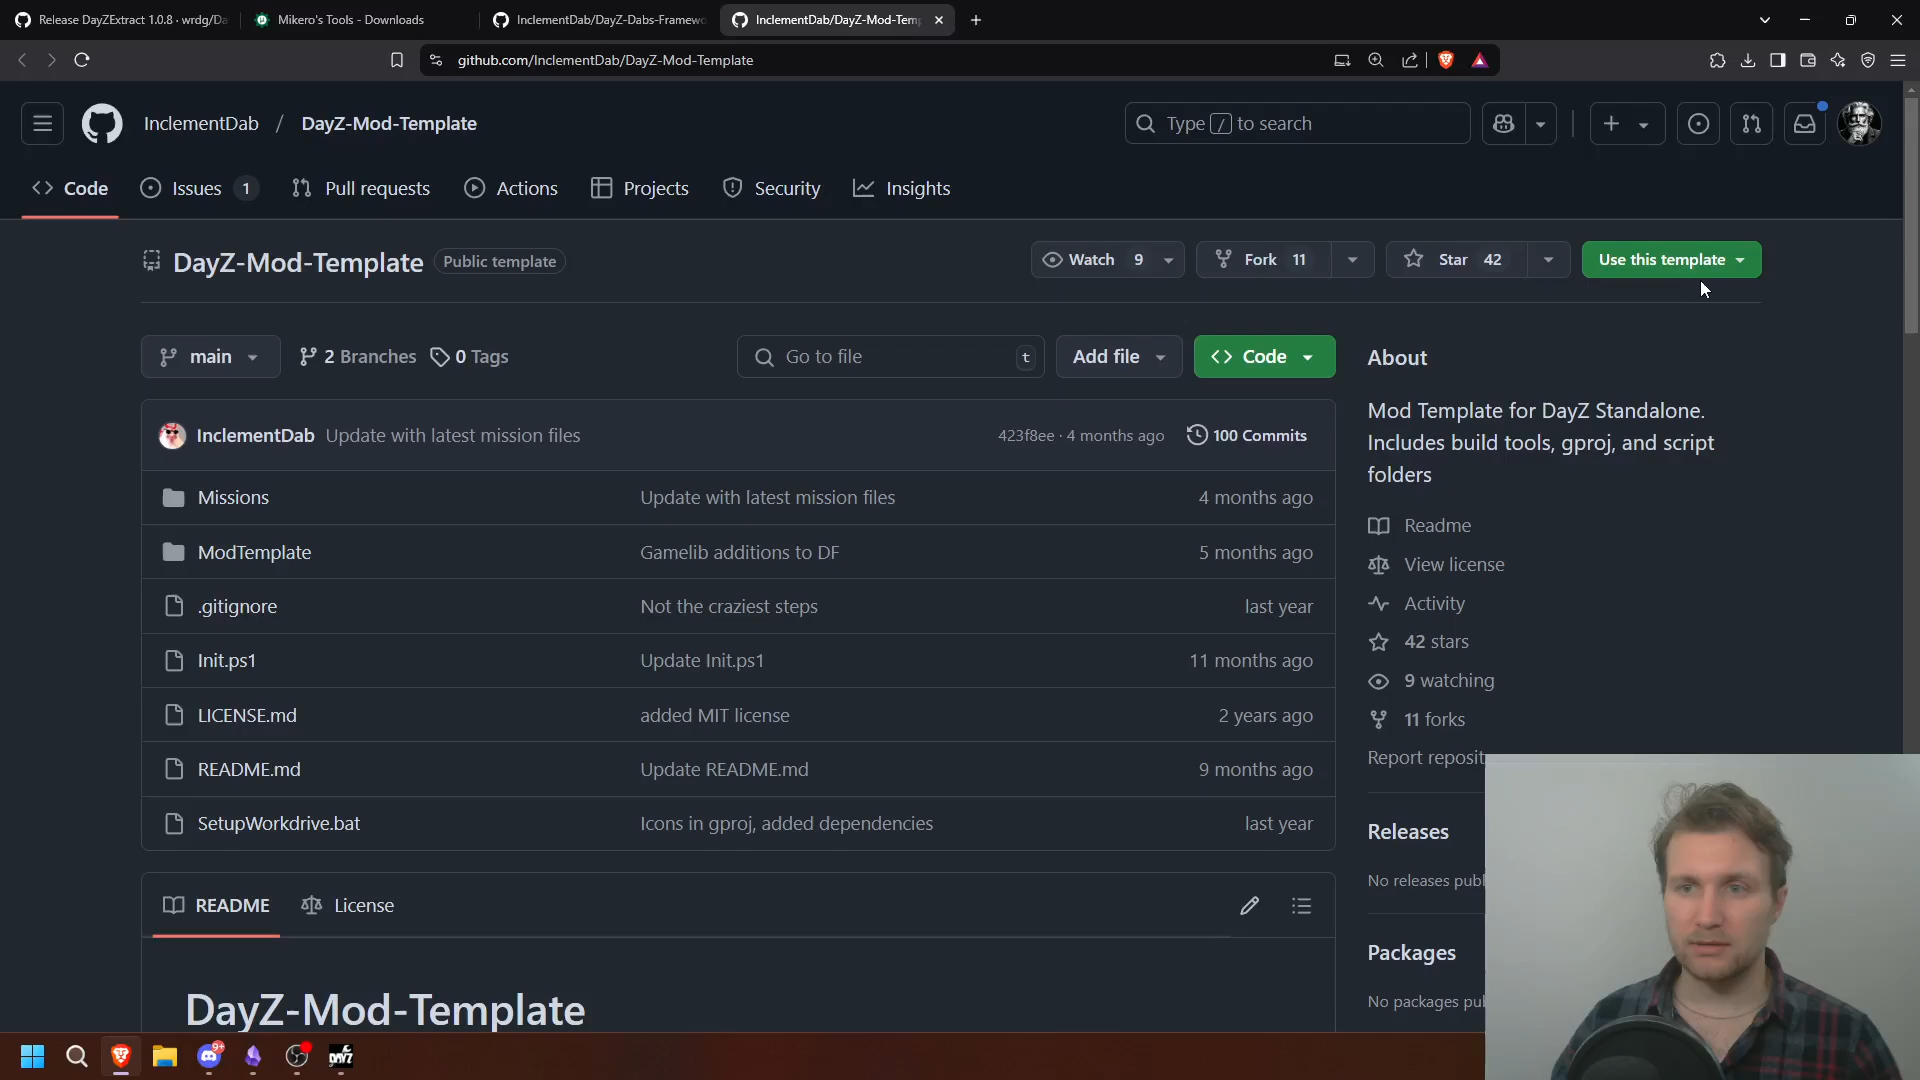 Release DayZExtract 1.0.8 · wrdg/Da
Mikero's Tools - Downloads
InclementDab/DayZ-Dabs-Framewo
InclementDab/DayZ-Mod-Tem
github.com/InclementDab/DayZ-Mod-Template
InclementDab / DayZ-Mod-Template
Type / to search
Code
Issues 1
Pull requests
Actions
Projects
Security
Insights
DayZ-Mod-Template Public template
Watch 9
Fork 11
Star 42
Use this template
main
2 Branches
0 Tags
Go to file t
Add file
Code
InclementDab Update with latest mission files 423f8ee · 4 months ago 100 Commits
Missions Update with latest mission files 4 months ago
ModTemplate Gamelib additions to DF 5 months ago
.gitignore Not the craziest steps last year
Init.ps1 Update Init.ps1 11 months ago
LICENSE.md added MIT license 2 years ago
README.md Update README.md 9 months ago
SetupWorkdrive.bat Icons in gproj, added dependencies last year
README
License
DayZ-Mod-Template
About
Mod Template for DayZ Standalone.
Includes build tools, gproj, and script
folders
Readme
View license
Activity
42 stars
9 watching
11 forks
Report reposit
Releases
No releases publ
Packages
No packages pub
9+
DAYZ